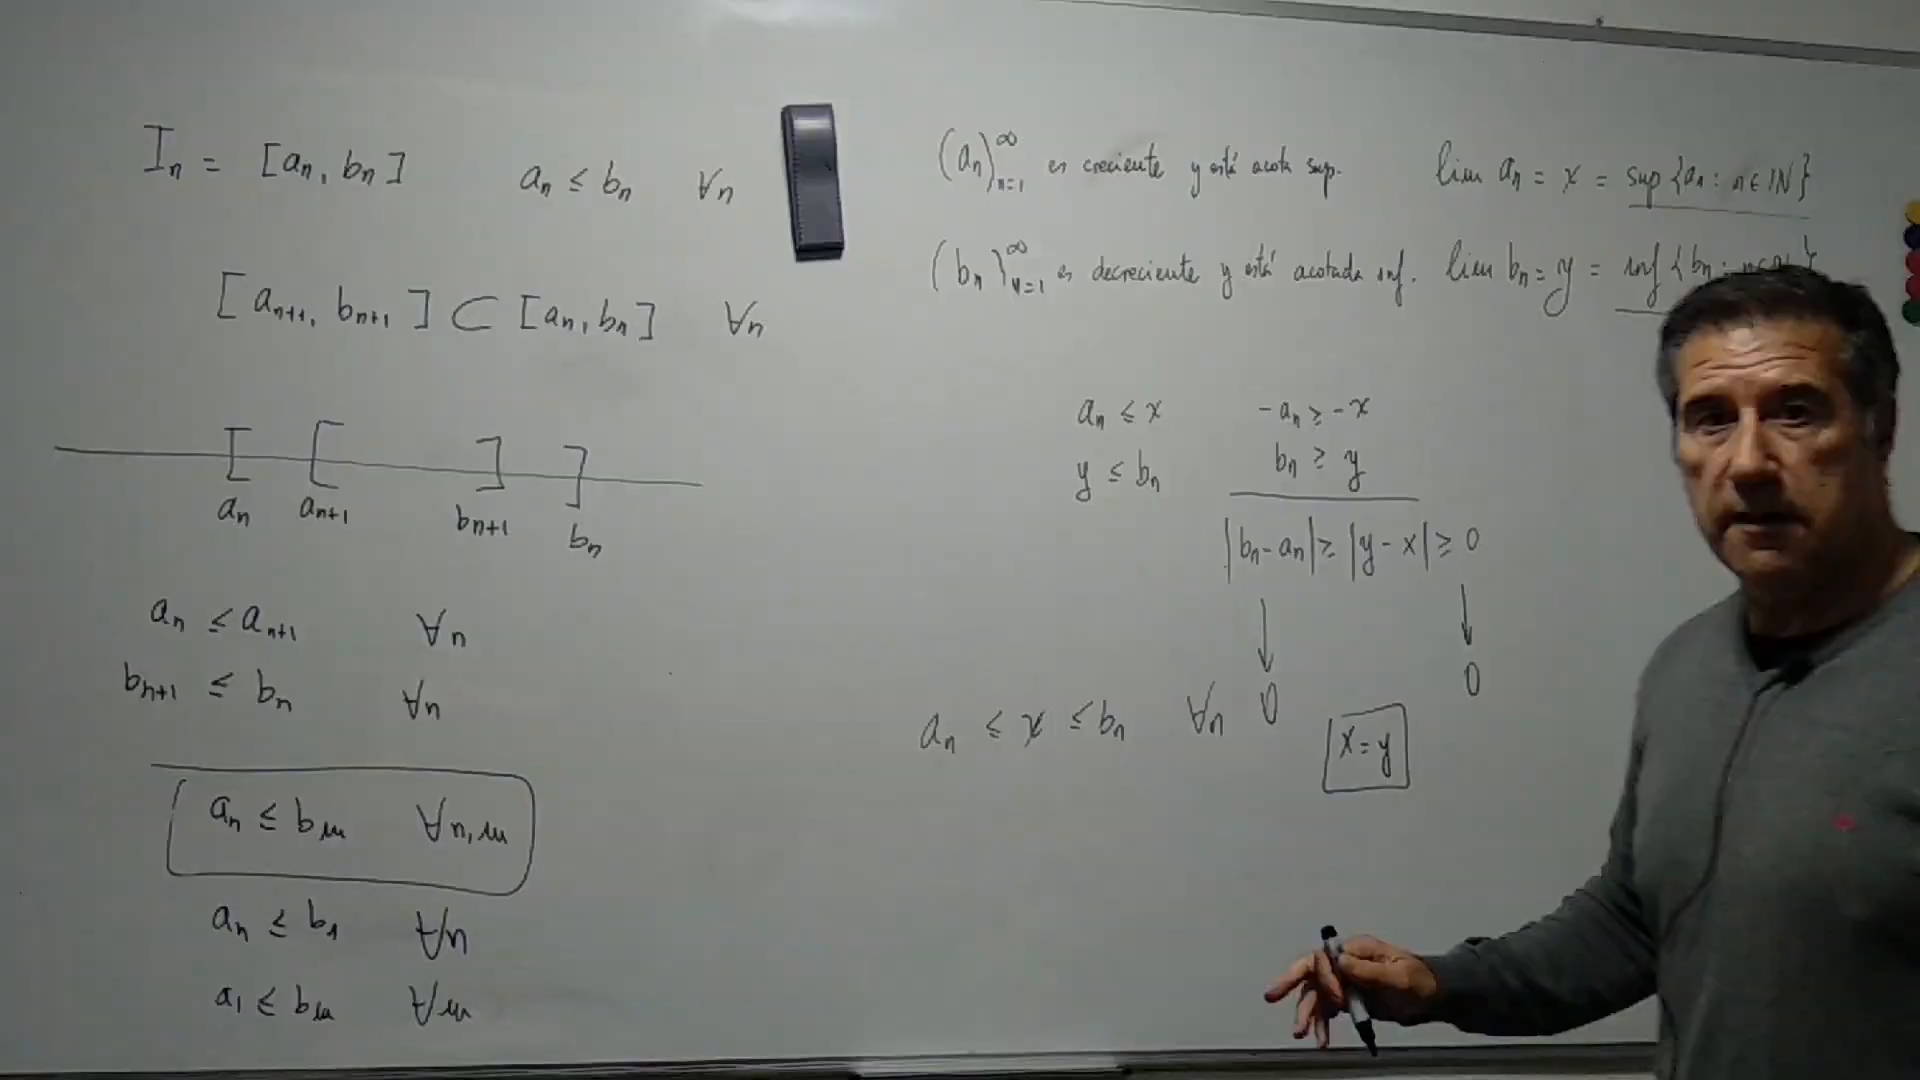 Iₙ = [aₙ, bₙ] aₙ ≤ bₙ ∀n
[aₙ₊₁, bₙ₊₁] ⊂ [aₙ, bₙ] ∀n
aₙ aₙ₊₁ bₙ₊₁ bₙ
aₙ ≤ aₙ₊₁ ∀n
bₙ₊₁ ≤ bₙ ∀n
aₙ ≤ bₘ ∀n,m
aₙ ≤ b₁ ∀n
a₁ ≤ bₘ ∀m
(aₙ)ₙ₌₁^∞ es creciente y está acota sup. lim aₙ = x = sup {aₙ : n ∈ ℕ}
(bₙ)ₙ₌₁^∞ es decreciente y está acotada inf. lim bₙ = y = inf {bₙ :
aₙ ≤ x -aₙ ≥ -x
y ≤ bₙ bₙ ≥ y
|bₙ - aₙ| ≥ |y - x| ≥ 0
↓ ↓
0 0
aₙ ≤ x ≤ bₙ ∀n
x = y